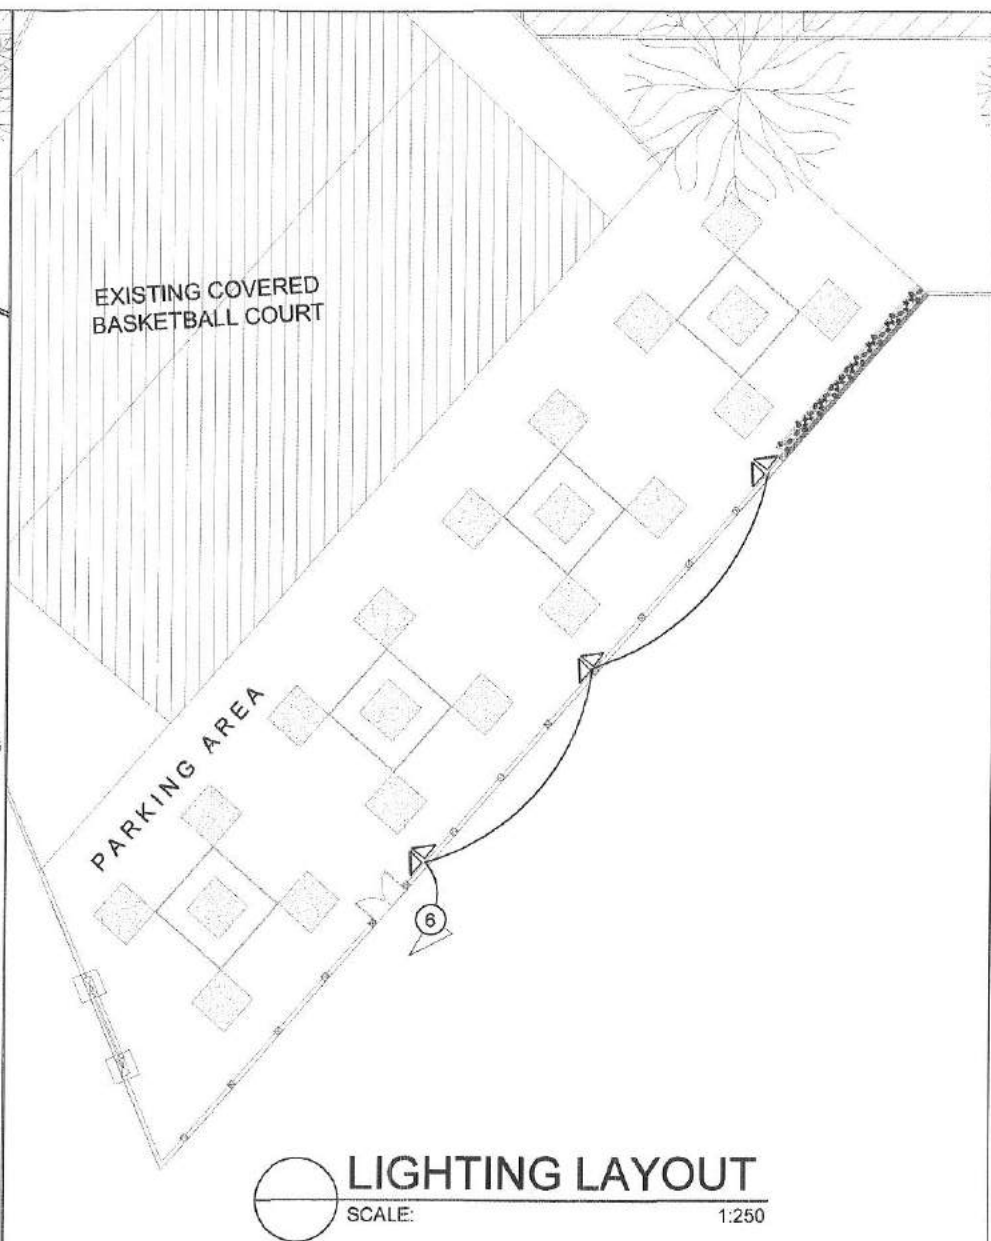 EXISTING COVERED
BASKETBALL COURT
PARKING AREA
6
LIGHTING LAYOUT
SCALE: 1:250